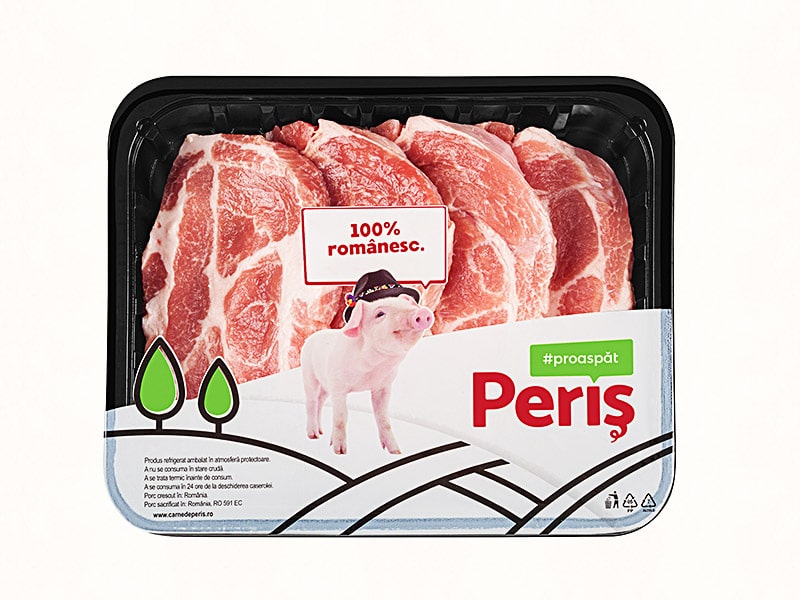 100%
românesc.
#proaspăt
Periș
Produs refrigerat ambalat în atmosferă protectoare.
A nu se consuma în stare crudă.
A se trata termic înainte de consum.
A se consuma în 24 ore de la deschiderea caserolei.
Porc crescut în: România.
Porc sacrificat în: România, RO 591 EC
www.carnedeperis.ro